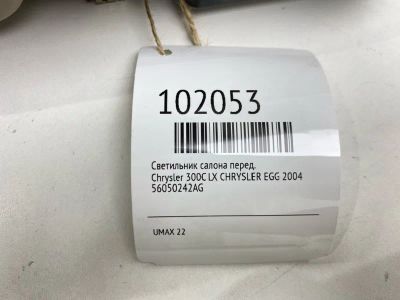 102053
Светильник салона перед.
Chrysler 300C LX CHRYSLER EGG 2004
56050242AG
UMAX 22